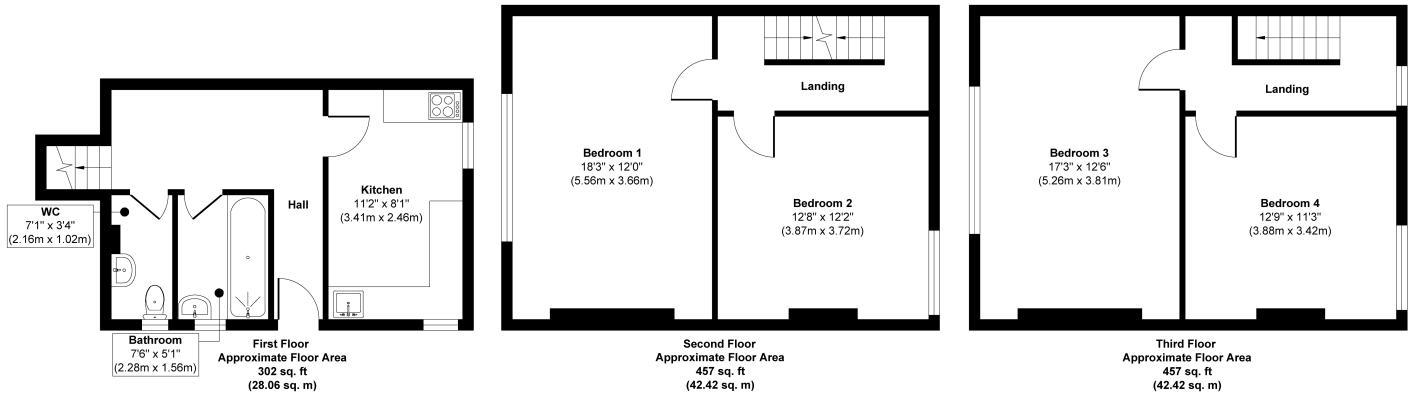 WC
7'1" x 3'4"
(2.16m x 1.02m)
Hall
Kitchen
11'2" x 8'1"
(3.41m x 2.46m)
Bathroom
7'6" x 5'1"
(2.28m x 1.56m)
First Floor
Approximate Floor Area
302 sq. ft
(28.06 sq. m)
Landing
Bedroom 1
18'3" x 12'0"
(5.56m x 3.66m)
Bedroom 2
12'8" x 12'2"
(3.87m x 3.72m)
Second Floor
Approximate Floor Area
457 sq. ft
(42.42 sq. m)
Landing
Bedroom 3
17'3" x 12'6"
(5.26m x 3.81m)
Bedroom 4
12'9" x 11'3"
(3.88m x 3.42m)
Third Floor
Approximate Floor Area
457 sq. ft
(42.42 sq. m)